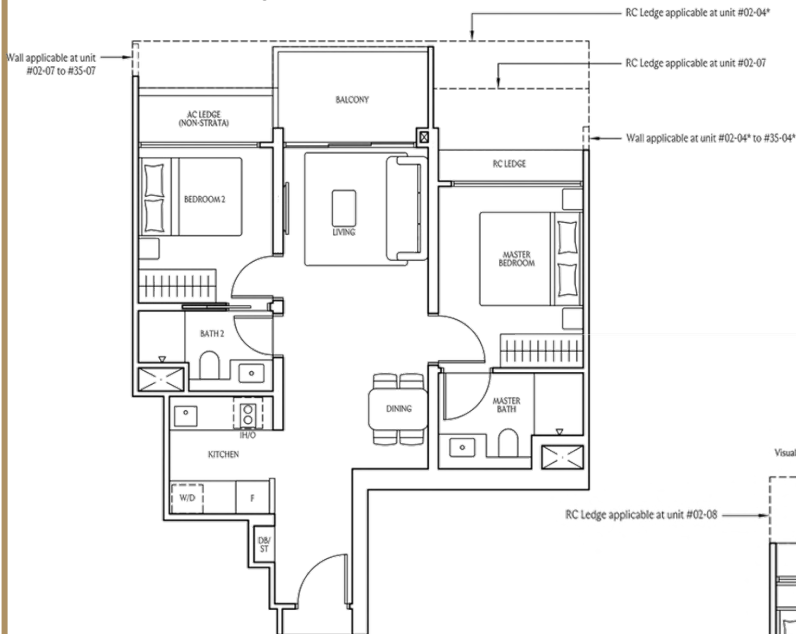 RC Ledge applicable at unit #02-04*
Wall applicable at unit
#02-07 to #35-07
RC Ledge applicable at unit #02-07
BALCONY
AC LEDGE
(NON-STRATA)
Wall applicable at unit #02-04* to #35-04*
RC LEDGE
BEDROOM 2
LIVING
MASTER
BEDROOM
BATH 2
DINING
MASTER
BATH
IH/O
KITCHEN
W/D
F
Visual
RC Ledge applicable at unit #02-08
DB/
ST